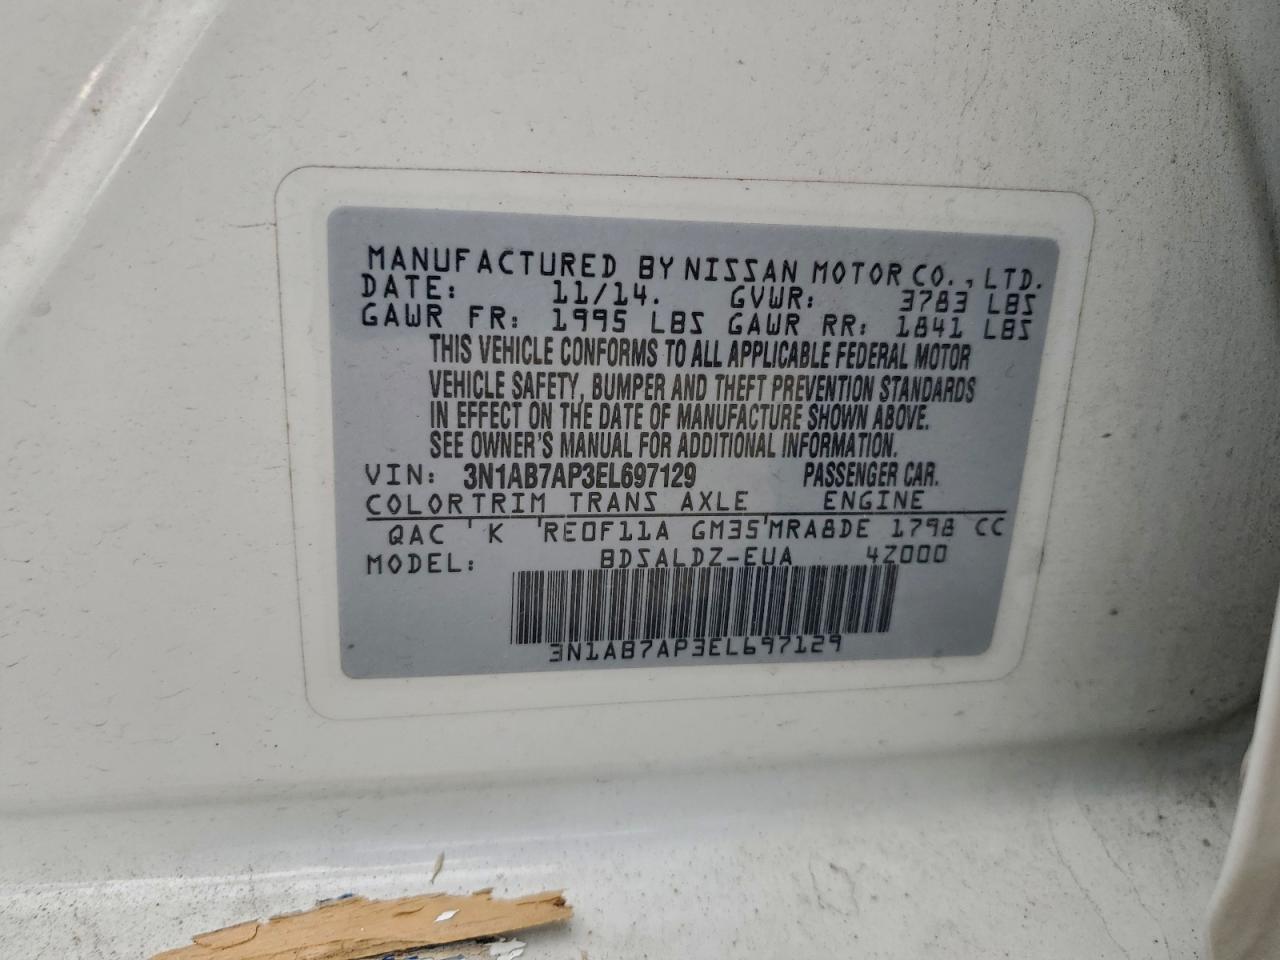 MANUFACTURED BY NISSAN MOTOR CO., LTD.
DATE: 11/14. GVWR: 3783 LBS
GAWR FR: 1995 LBS GAWR RR: 1841 LBS
THIS VEHICLE CONFORMS TO ALL APPLICABLE FEDERAL MOTOR
VEHICLE SAFETY, BUMPER AND THEFT PREVENTION STANDARDS
IN EFFECT ON THE DATE OF MANUFACTURE SHOWN ABOVE.
SEE OWNER'S MANUAL FOR ADDITIONAL INFORMATION.
VIN: 3N1AB7AP3EL697129 PASSENGER CAR.
COLOR TRIM TRANS AXLE ENGINE
QAC ' K 'RE0F11A GM35'MRA8DE 1798 CC
MODEL: BDSALDZ-EUA 4Z000
3N1AB7AP3EL697129